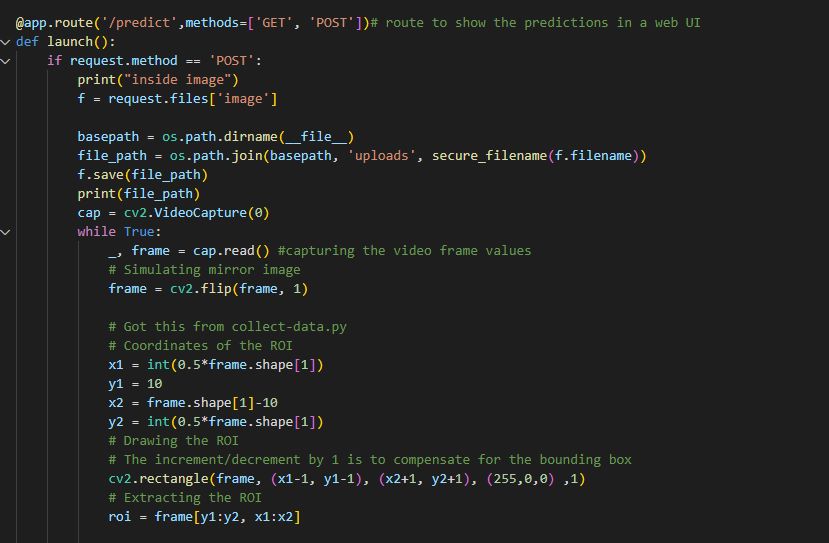 @app.route('/predict',methods=['GET', 'POST'])# route to show the predictions in a web UI
def launch():
    if request.method == 'POST':
        print("inside image")
        f = request.files['image']

        basepath = os.path.dirname(__file__)
        file_path = os.path.join(basepath, 'uploads', secure_filename(f.filename))
        f.save(file_path)
        print(file_path)
        cap = cv2.VideoCapture(0)
        while True:
            _, frame = cap.read() #capturing the video frame values
            # Simulating mirror image
            frame = cv2.flip(frame, 1)

            # Got this from collect-data.py
            # Coordinates of the ROI
            x1 = int(0.5*frame.shape[1])
            y1 = 10
            x2 = frame.shape[1]-10
            y2 = int(0.5*frame.shape[1])
            # Drawing the ROI
            # The increment/decrement by 1 is to compensate for the bounding box
            cv2.rectangle(frame, (x1-1, y1-1), (x2+1, y2+1), (255,0,0) ,1)
            # Extracting the ROI
            roi = frame[y1:y2, x1:x2]